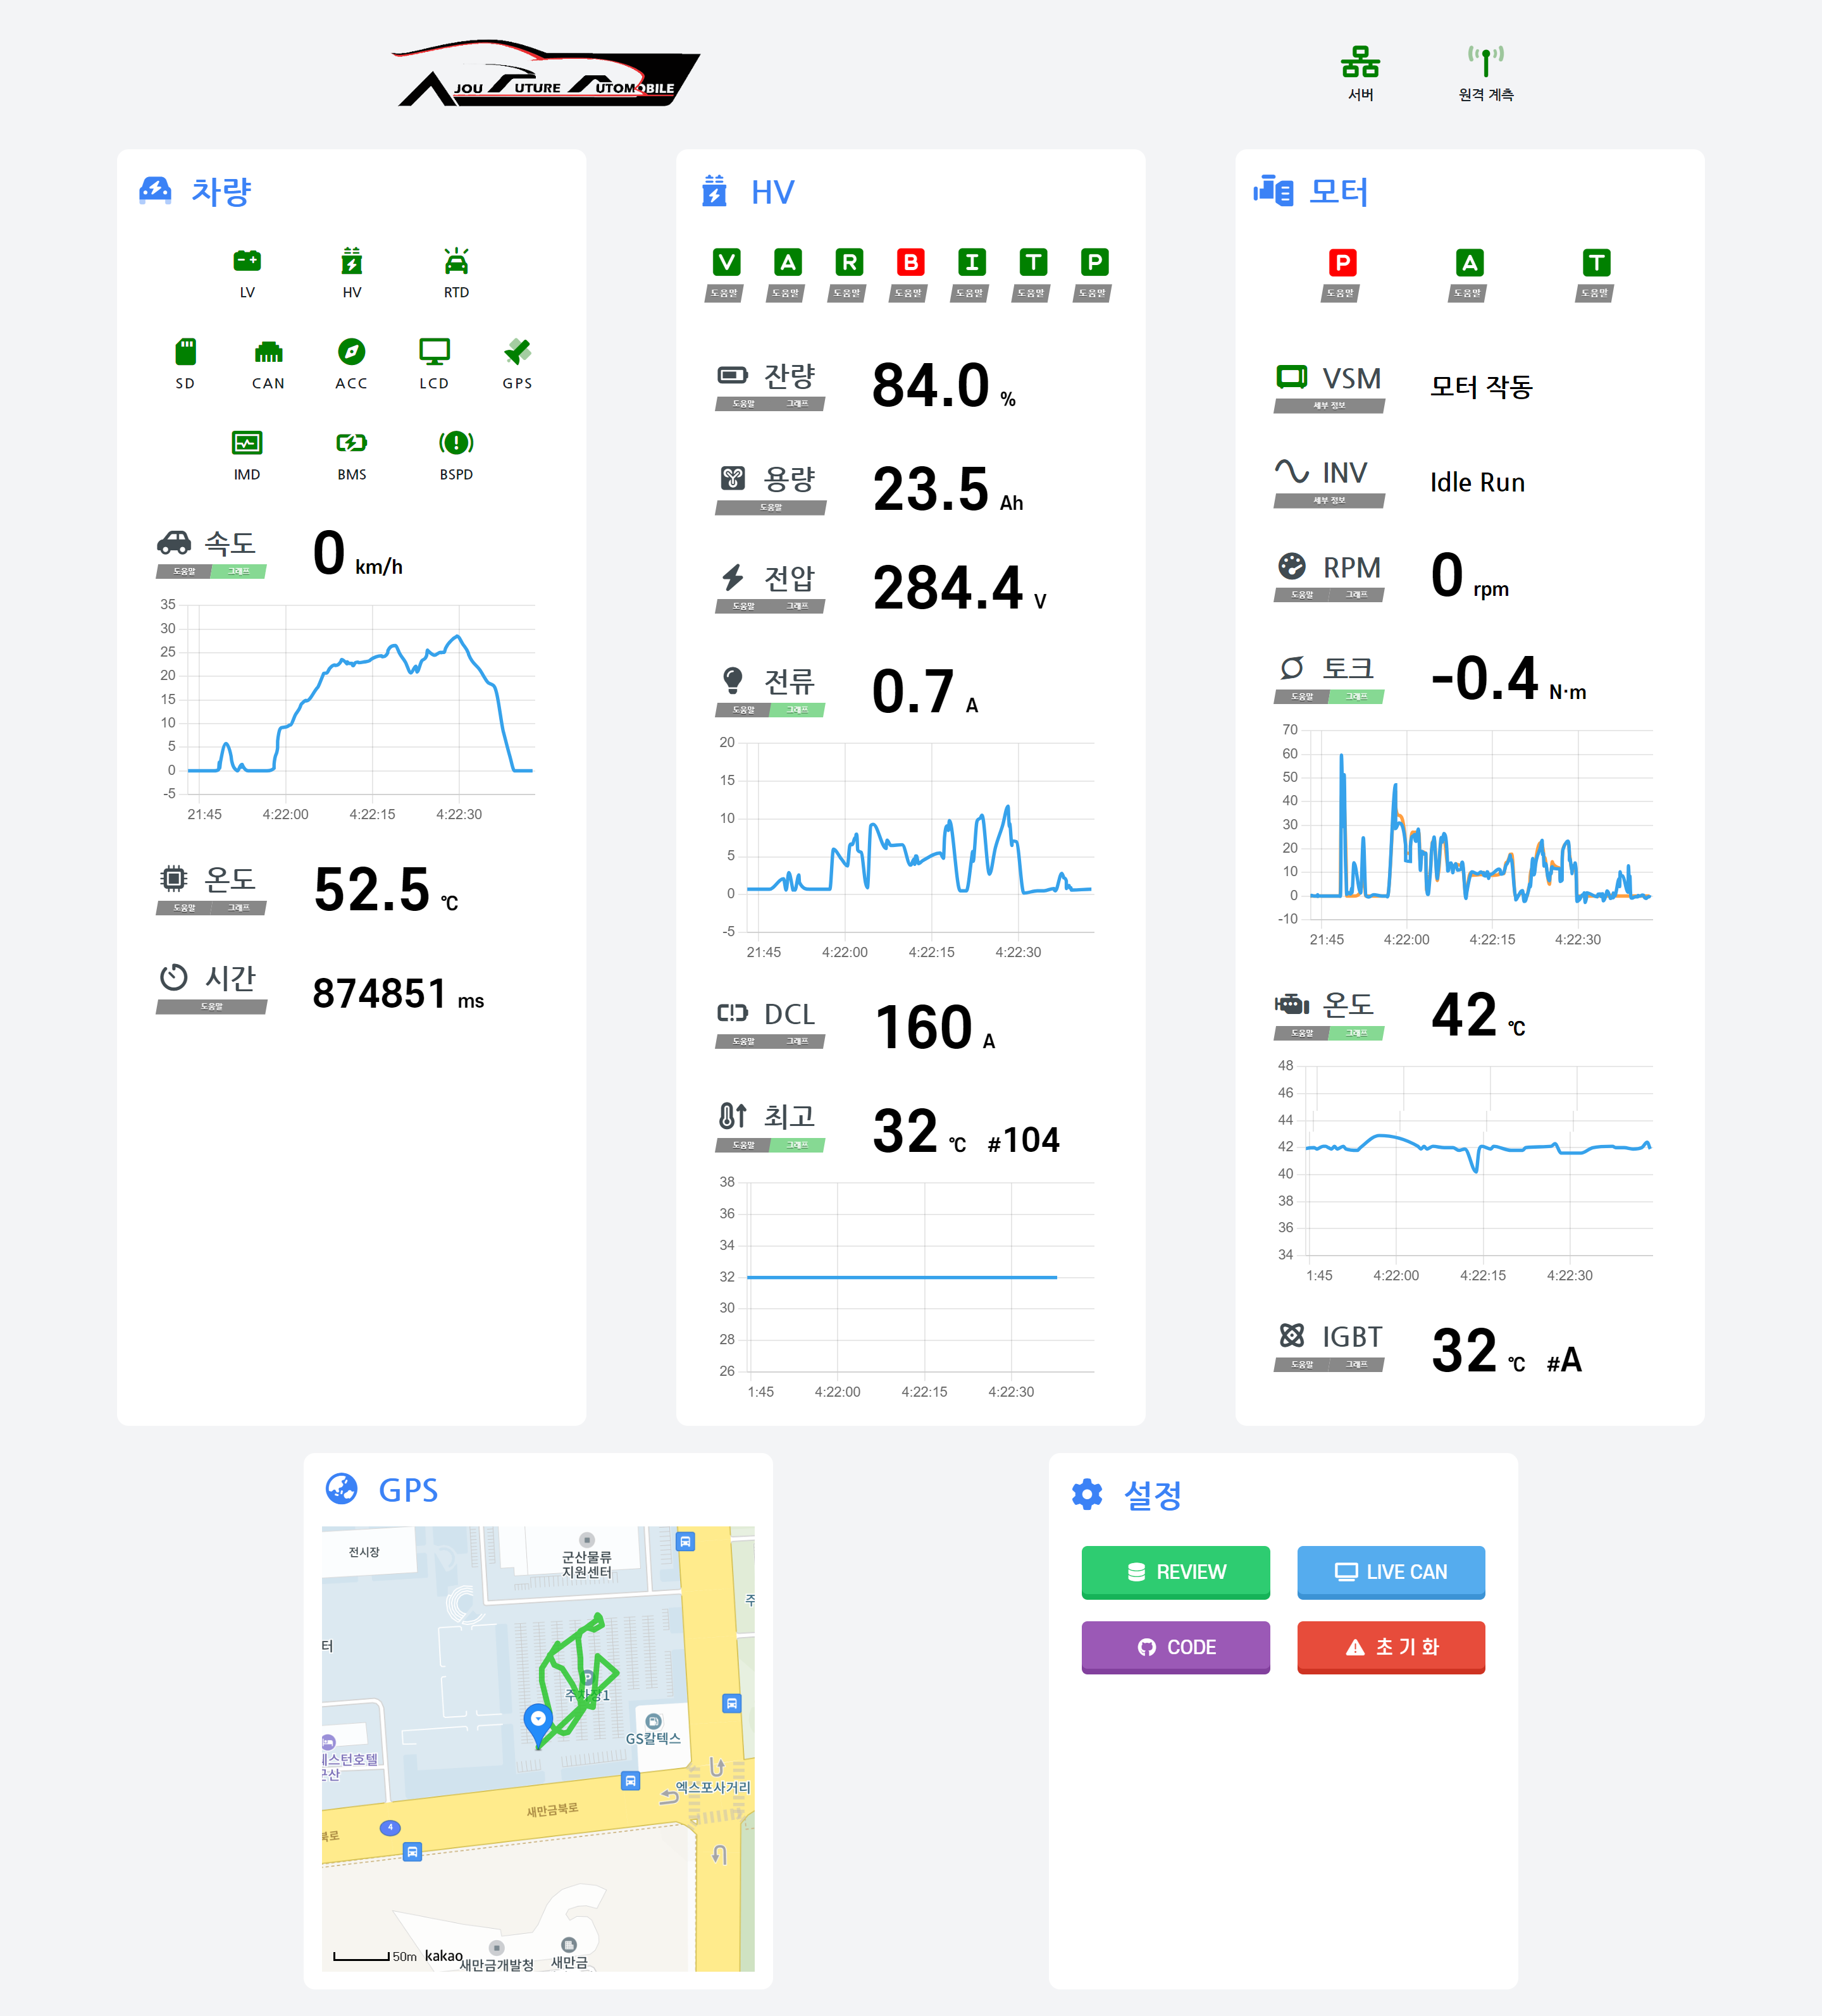 AJOU FUTURE AUTOMOBILE
서버
원격 계측
차량
LV
HV
RTD
SD
CAN
ACC
LCD
GPS
IMD
BMS
BSPD
속도
0 km/h
도움말 그래프
35
30
25
20
15
10
5
0
-5
21:45 4:22:00 4:22:15 4:22:30
온도
52.5 ℃
도움말 그래프
시간
874851 ms
도움말
HV
V A R B I T P
도움말 도움말 도움말 도움말 도움말 도움말 도움말
잔량
84.0 %
도움말 그래프
용량
23.5 Ah
도움말
전압
284.4 V
도움말 그래프
전류
0.7 A
도움말 그래프
20
15
10
5
0
-5
21:45 4:22:00 4:22:15 4:22:30
DCL
160 A
도움말 그래프
최고
32 ℃ #104
도움말 그래프
38
36
34
32
30
28
26
1:45 4:22:00 4:22:15 4:22:30
모터
P A T
도움말 도움말 도움말
VSM
모터 작동
세부 정보
INV
Idle Run
세부 정보
RPM
0 rpm
도움말 그래프
토크
-0.4 N·m
도움말 그래프
70
60
50
40
30
20
10
0
-10
21:45 4:22:00 4:22:15 4:22:30
온도
42 ℃
도움말 그래프
48
46
44
42
40
38
36
34
1:45 4:22:00 4:22:15 4:22:30
IGBT
32 ℃ #A
도움말 그래프
GPS
전시장
군산물류
지원센터
주
터
P
주차장1
GS칼텍스
군산
엑스포사거리
새만금북로
4
북로
50m kakao
새만금개발청
새만금
설정
REVIEW
LIVE CAN
CODE
초기화